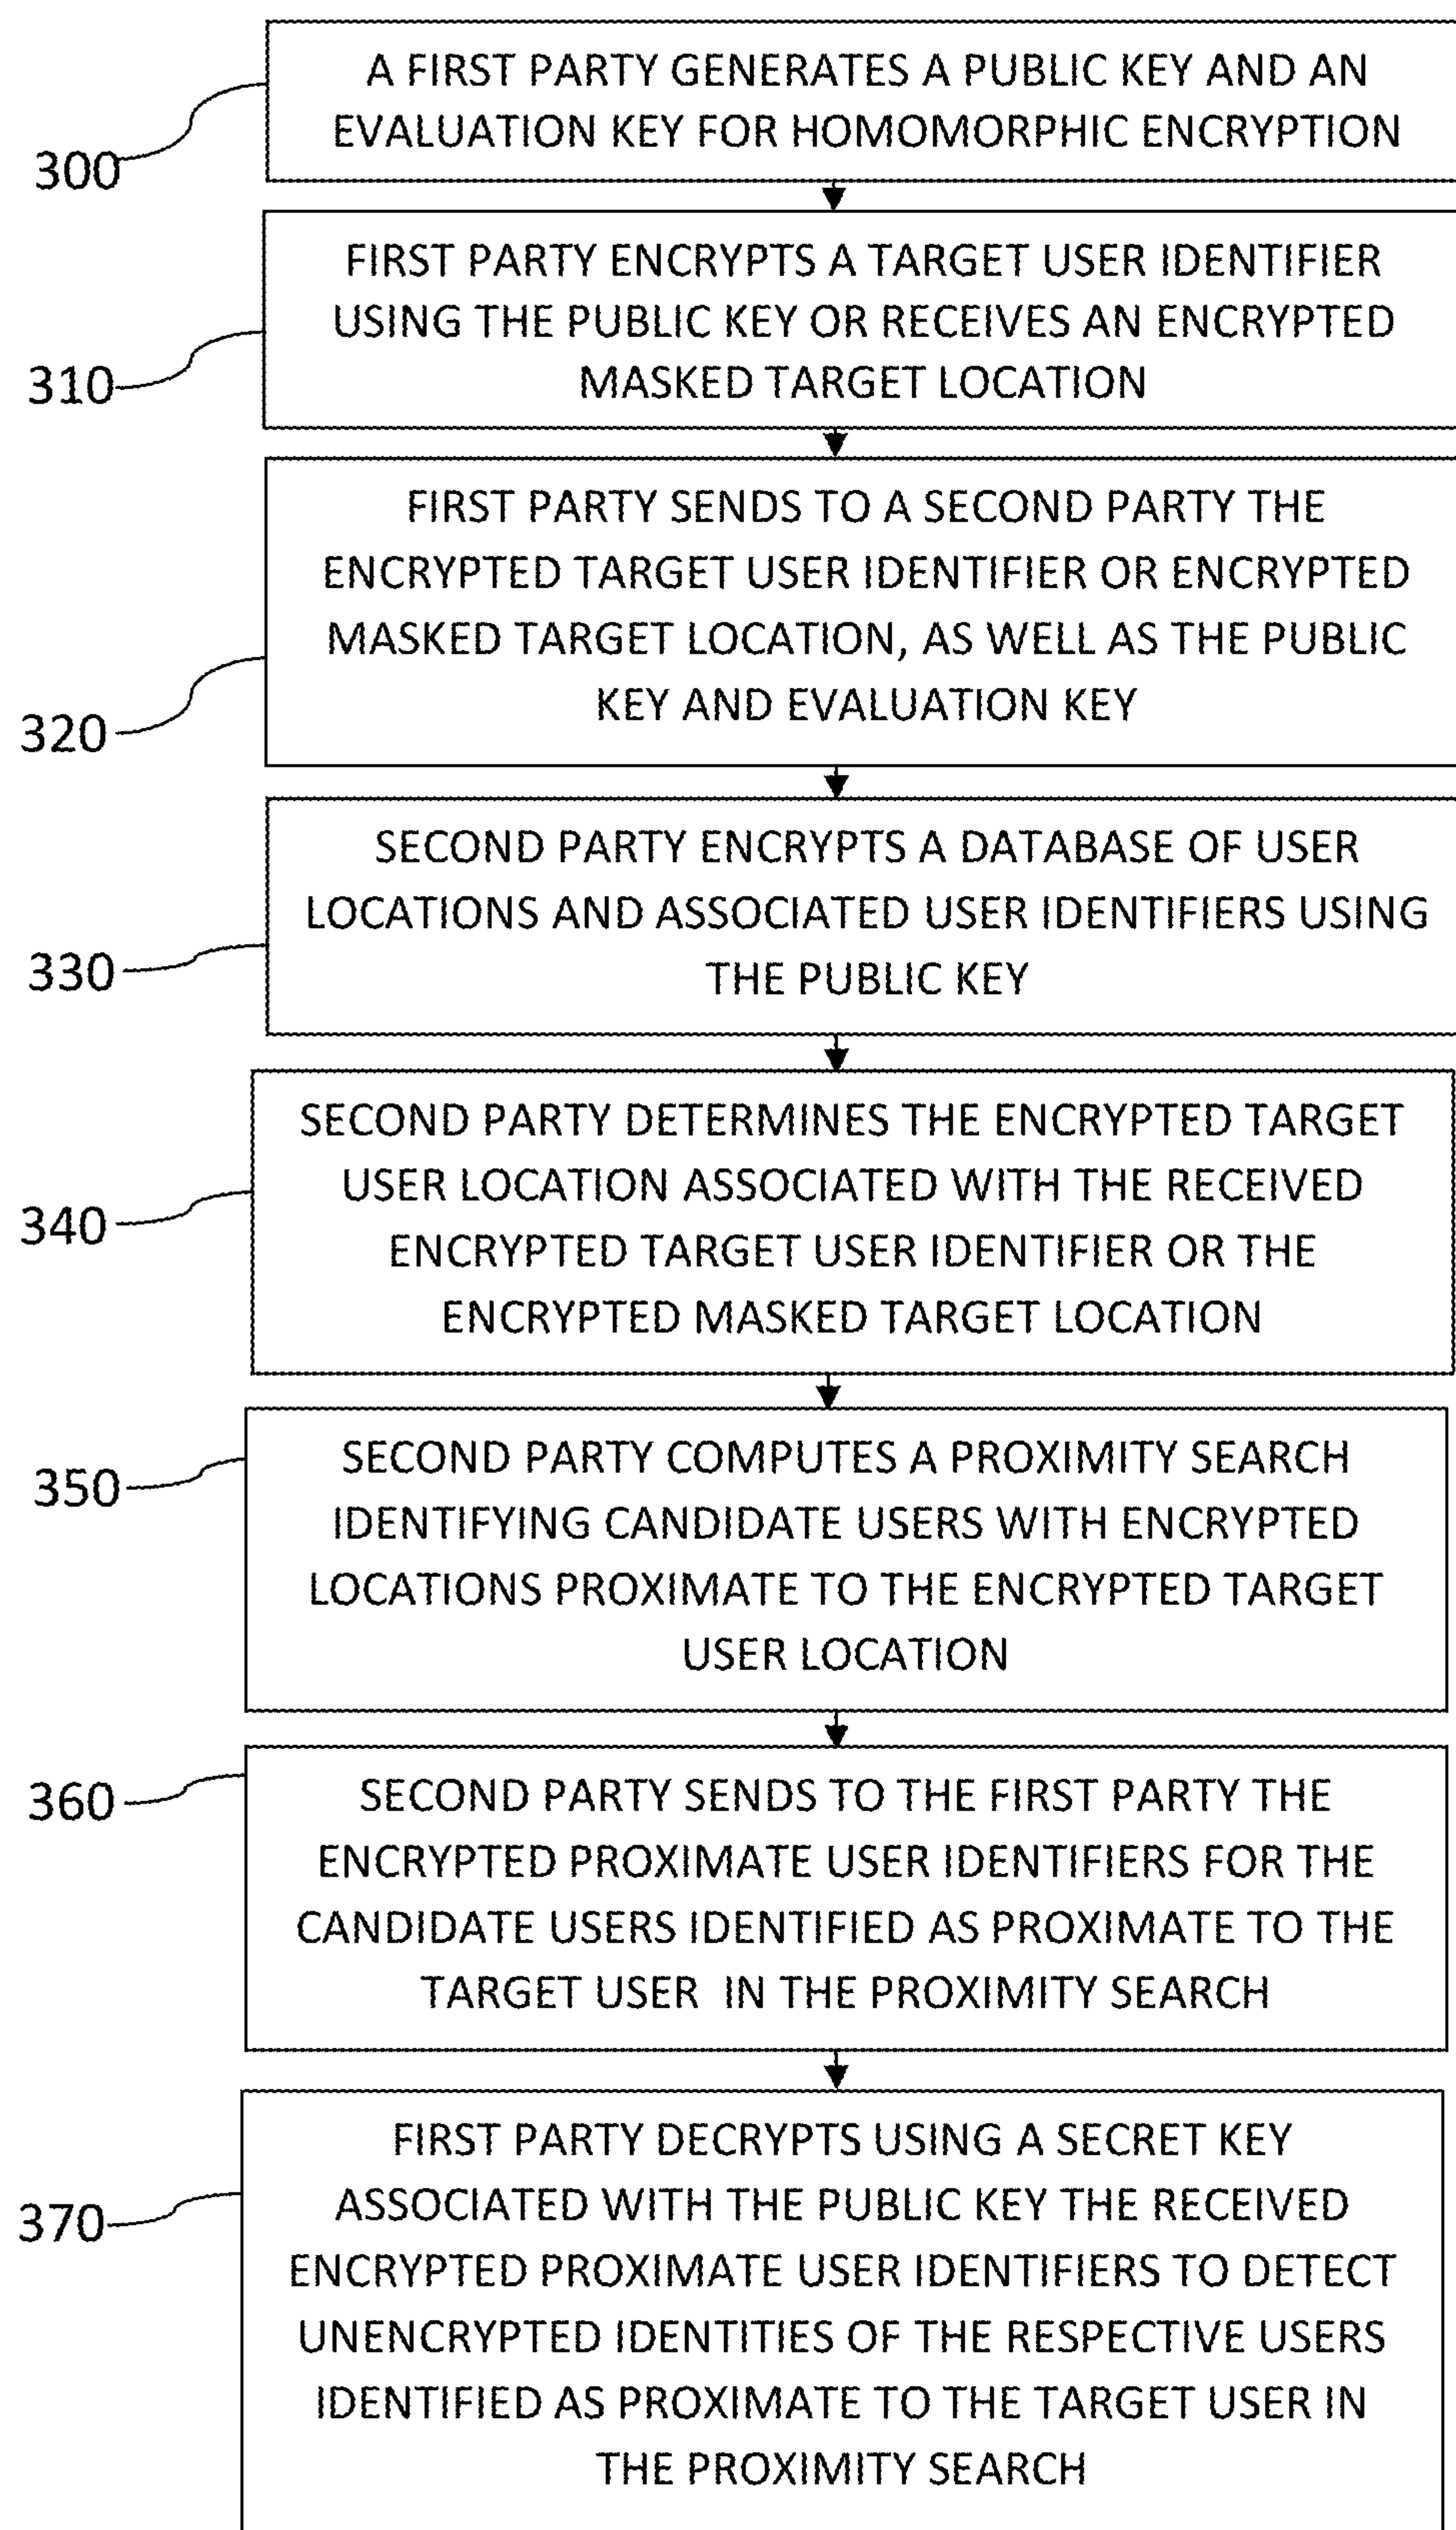 A FIRST PARTY GENERATES A PUBLIC KEY AND AN
EVALUATION KEY FOR HOMOMORPHIC ENCRYPTION
300
FIRST PARTY ENCRYPTS A TARGET USER IDENTIFIER
USING THE PUBLIC KEY OR RECEIVES AN ENCRYPTED
MASKED TARGET LOCATION
310
FIRST PARTY SENDS TO A SECOND PARTY THE
ENCRYPTED TARGET USER IDENTIFIER OR ENCRYPTED
MASKED TARGET LOCATION, AS WELL AS THE PUBLIC
KEY AND EVALUATION KEY
320
SECOND PARTY ENCRYPTS A DATABASE OF USER
LOCATIONS AND ASSOCIATED USER IDENTIFIERS USING
THE PUBLIC KEY
330
SECOND PARTY DETERMINES THE ENCRYPTED TARGET
USER LOCATION ASSOCIATED WITH THE RECEIVED
ENCRYPTED TARGET USER IDENTIFIER OR THE
ENCRYPTED MASKED TARGET LOCATION
340
SECOND PARTY COMPUTES A PROXIMITY SEARCH
IDENTIFYING CANDIDATE USERS WITH ENCRYPTED
LOCATIONS PROXIMATE TO THE ENCRYPTED TARGET
USER LOCATION
350
SECOND PARTY SENDS TO THE FIRST PARTY THE
ENCRYPTED PROXIMATE USER IDENTIFIERS FOR THE
CANDIDATE USERS IDENTIFIED AS PROXIMATE TO THE
TARGET USER IN THE PROXIMITY SEARCH
360
FIRST PARTY DECRYPTS USING A SECRET KEY
ASSOCIATED WITH THE PUBLIC KEY THE RECEIVED
ENCRYPTED PROXIMATE USER IDENTIFIERS TO DETECT
UNENCRYPTED IDENTITIES OF THE RESPECTIVE USERS
IDENTIFIED AS PROXIMATE TO THE TARGET USER IN
THE PROXIMITY SEARCH
370